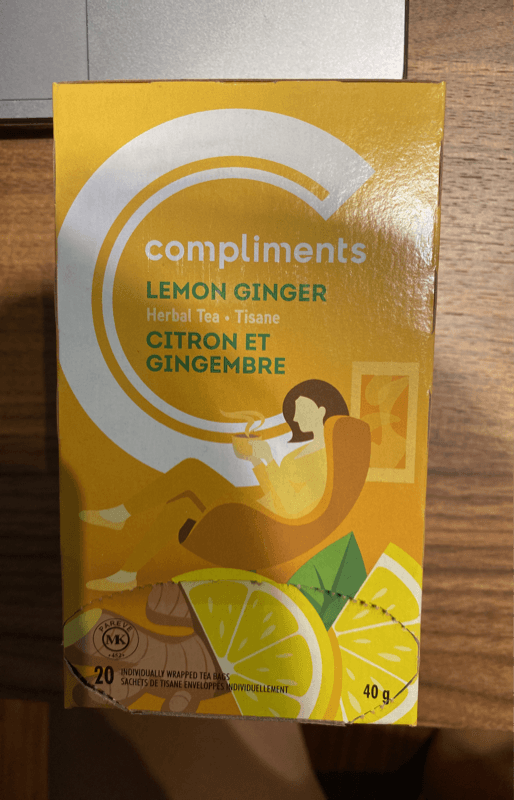 compliments
LEMON GINGER
Herbal Tea • Tisane
CITRON ET
GINGEMBRE
PAREVE
MK
20 INDIVIDUALLY WRAPPED TEA BAGS
SACHETS DE TISANE ENVELOPPÉS INDIVIDUELLEMENT
40 g